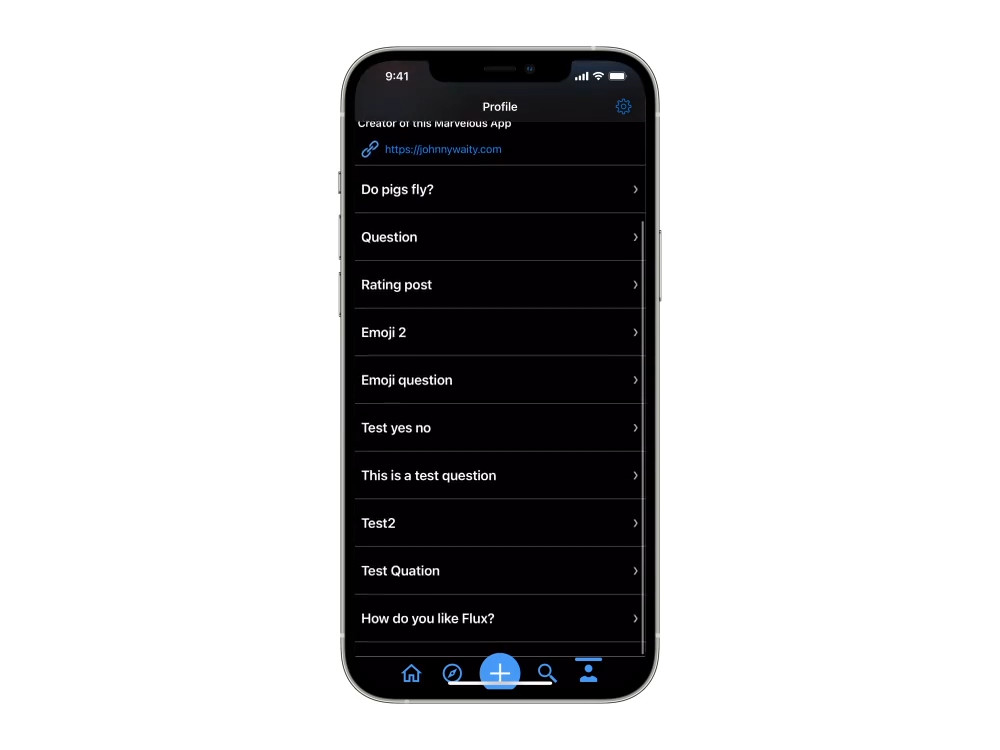 9:41
Profile
Creator of this Marvelous App
https://johnnywaity.com
Do pigs fly?
Question
Rating post
Emoji 2
Emoji question
Test yes no
This is a test question
Test2
Test Quation
How do you like Flux?